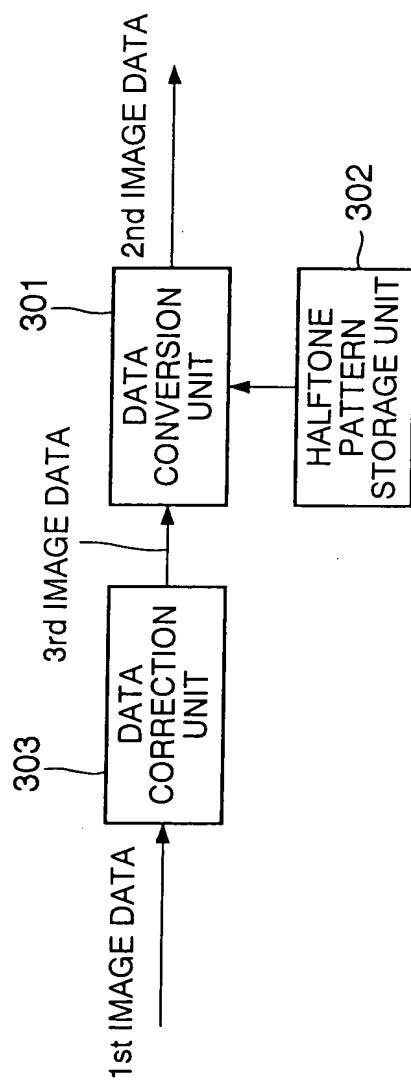 1st IMAGE DATA
303
DATA
CORRECTION
UNIT
3rd IMAGE DATA
301
DATA
CONVERSION
UNIT
2nd IMAGE DATA
302
HALFTONE
PATTERN
STORAGE UNIT